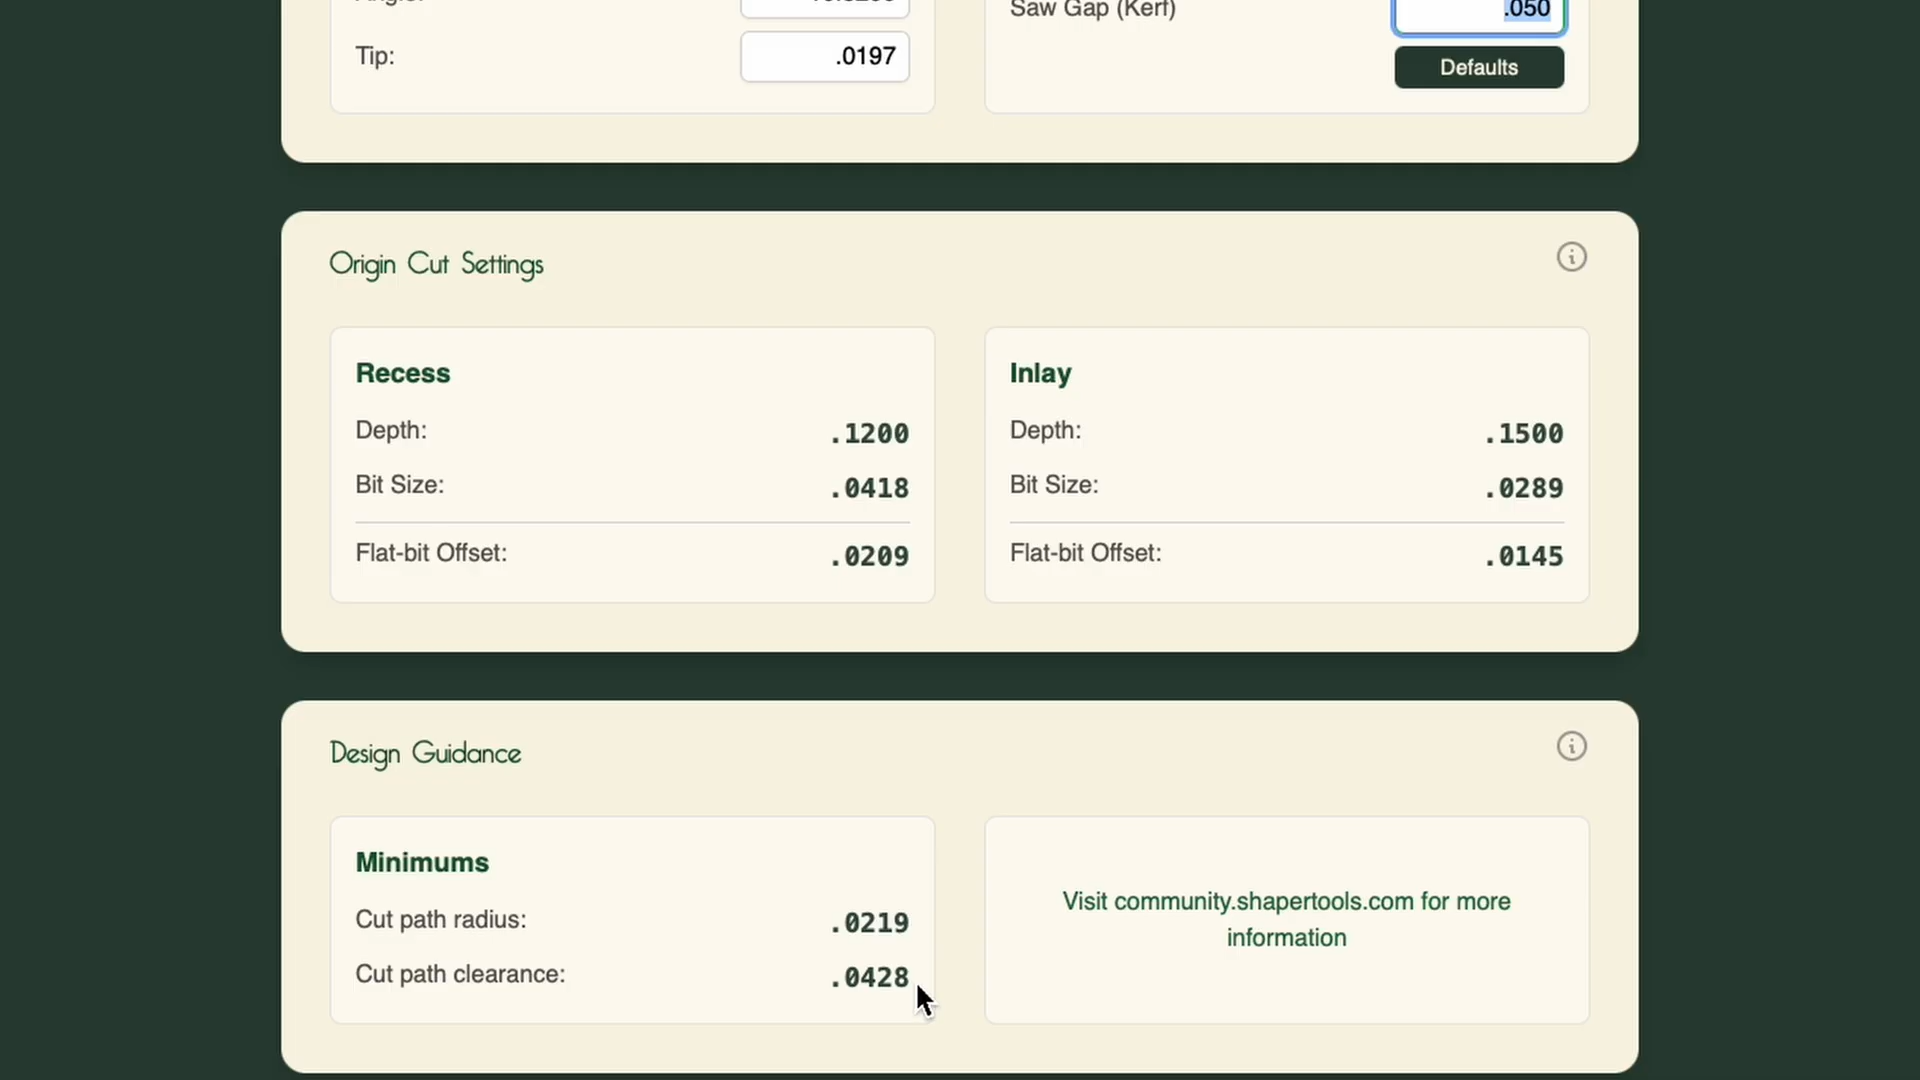 Saw Gap (Kerf) .050
Tip: .0197
Defaults
Origin Cut Settings
Recess
Depth: .1200
Bit Size: .0418
Flat-bit Offset: .0209
Inlay
Depth: .1500
Bit Size: .0289
Flat-bit Offset: .0145
Design Guidance
Minimums
Cut path radius: .0219
Cut path clearance: .0428
Visit community.shapertools.com for more
information